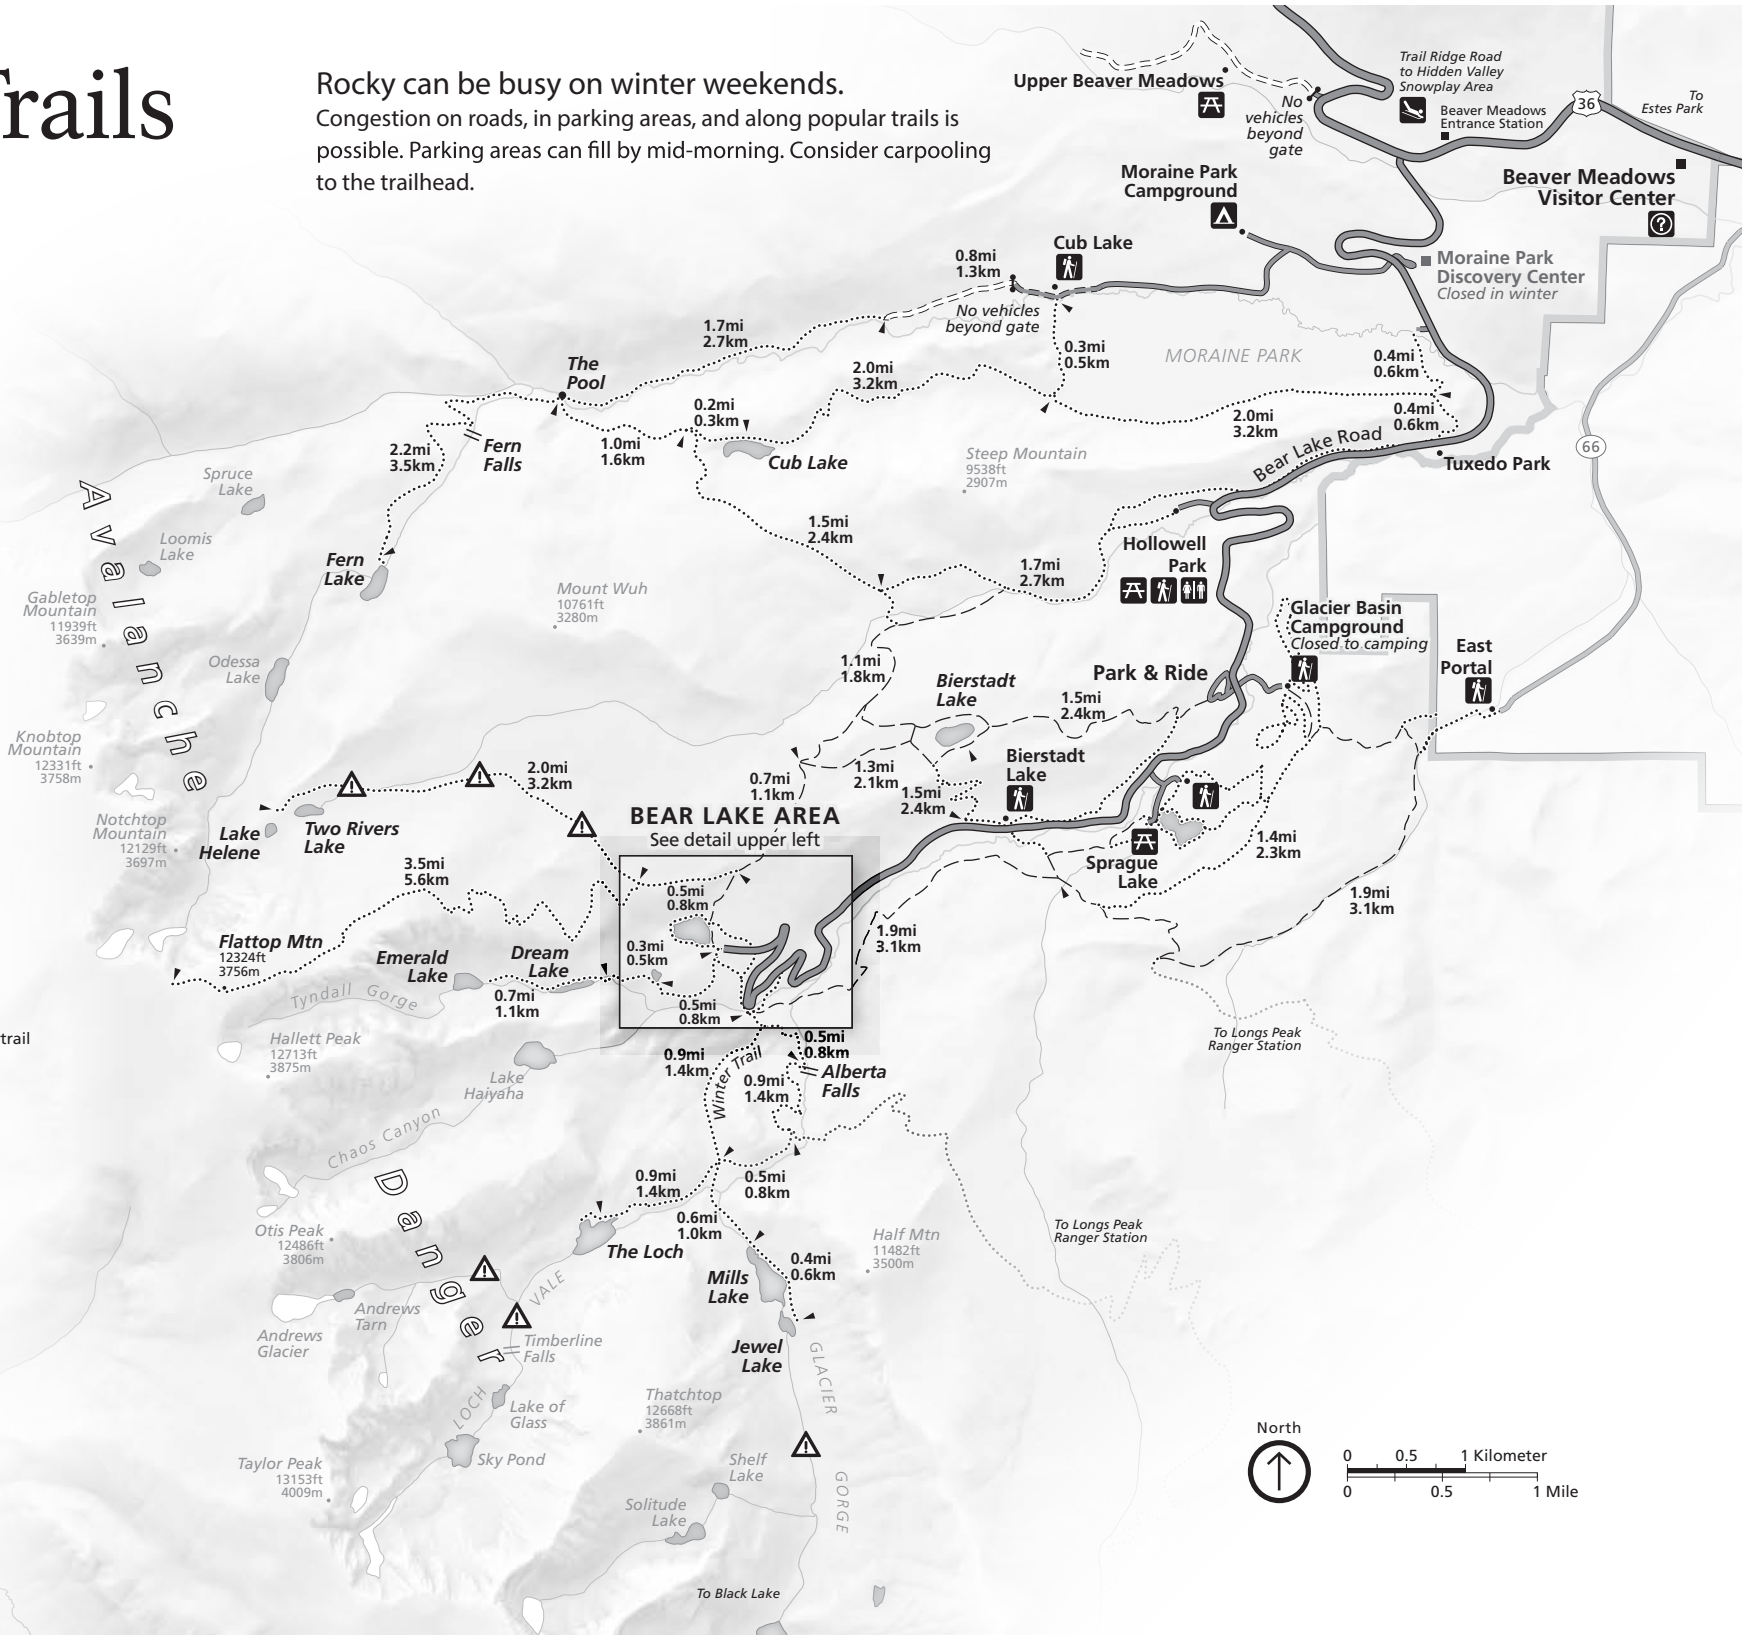 Trails
Rocky can be busy on winter weekends.
Congestion on roads, in parking areas, and along popular trails is
possible. Parking areas can fill by mid-morning. Consider carpooling
to the trailhead.
Upper Beaver Meadows
No
vehicles
beyond
gate
Trail Ridge Road
to Hidden Valley
Snowplay Area
Beaver Meadows
Entrance Station
36
To
Estes Park
Beaver Meadows
Visitor Center
?
Moraine Park
Campground
Moraine Park
Discovery Center
Closed in winter
Cub Lake
0.8mi
1.3km
No vehicles
beyond gate
1.7mi
2.7km
The
Pool
2.0mi
3.2km
0.3mi
0.5km
MORAINE PARK
0.4mi
0.6km
0.4mi
0.6km
2.0mi
3.2km
0.2mi
0.3km
1.0mi
1.6km
Cub Lake
Fern
Falls
2.2mi
3.5km
Steep Mountain
9538ft
2907m
Bear Lake Road
Tuxedo Park
66
Spruce
Lake
Loomis
Lake
Fern
Lake
1.5mi
2.4km
1.7mi
2.7km
Hollowell
Park
Mount Wuh
10761ft
3280m
Gabletop
Mountain
11939ft
3639m
Avalanche
Odessa
Lake
Glacier Basin
Campground
Closed to camping
East
Portal
1.1mi
1.8km
Park & Ride
Bierstadt
Lake
1.5mi
2.4km
Knobtop
Mountain
12331ft
3758m
2.0mi
3.2km
0.7mi
1.1km
1.3mi
2.1km
1.5mi
2.4km
Bierstadt
Lake
Notchtop
Mountain
12129ft
3697m
Lake
Helene
Two Rivers
Lake
BEAR LAKE AREA
See detail upper left
Sprague
Lake
1.4mi
2.3km
1.9mi
3.1km
3.5mi
5.6km
0.5mi
0.8km
0.3mi
0.5km
1.9mi
3.1km
Flattop Mtn
12324ft
3756m
Emerald
Lake
Dream
Lake
0.7mi
1.1km
0.5mi
0.8km
Tyndall Gorge
trail
Hallett Peak
12713ft
3875m
Lake
Haiyaha
0.9mi
1.4km
Winter Trail
0.5mi
0.8km
Alberta
Falls
0.9mi
1.4km
To Longs Peak
Ranger Station
Chaos Canyon
Danger
0.9mi
1.4km
0.5mi
0.8km
0.6mi
1.0km
Otis Peak
12486ft
3806m
The Loch
Half Mtn
11482ft
3500m
To Longs Peak
Ranger Station
0.4mi
0.6km
Mills
Lake
Jewel
Lake
Andrews
Tarn
Andrews
Glacier
LOCH VALE
Timberline
Falls
GLACIER GORGE
Thatchtop
12668ft
3861m
Lake of
Glass
Sky Pond
Taylor Peak
13153ft
4009m
Shelf
Lake
Solitude
Lake
To Black Lake
North
0 0.5 1 Kilometer
0 0.5 1 Mile